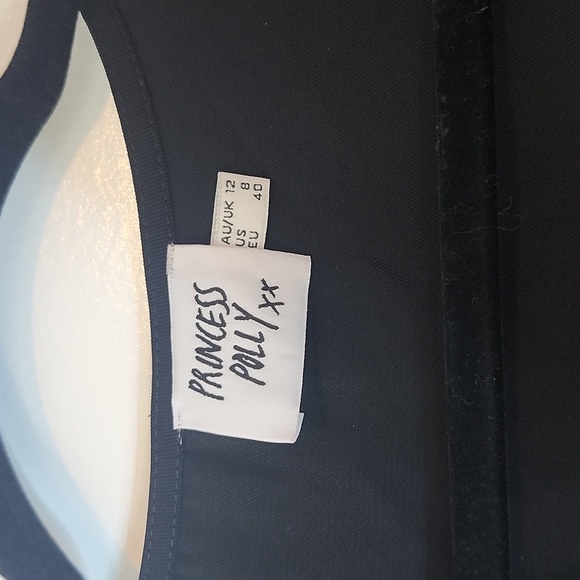 AU/UK 12
US 8
EU 40
PRINCESS
POLLY xx